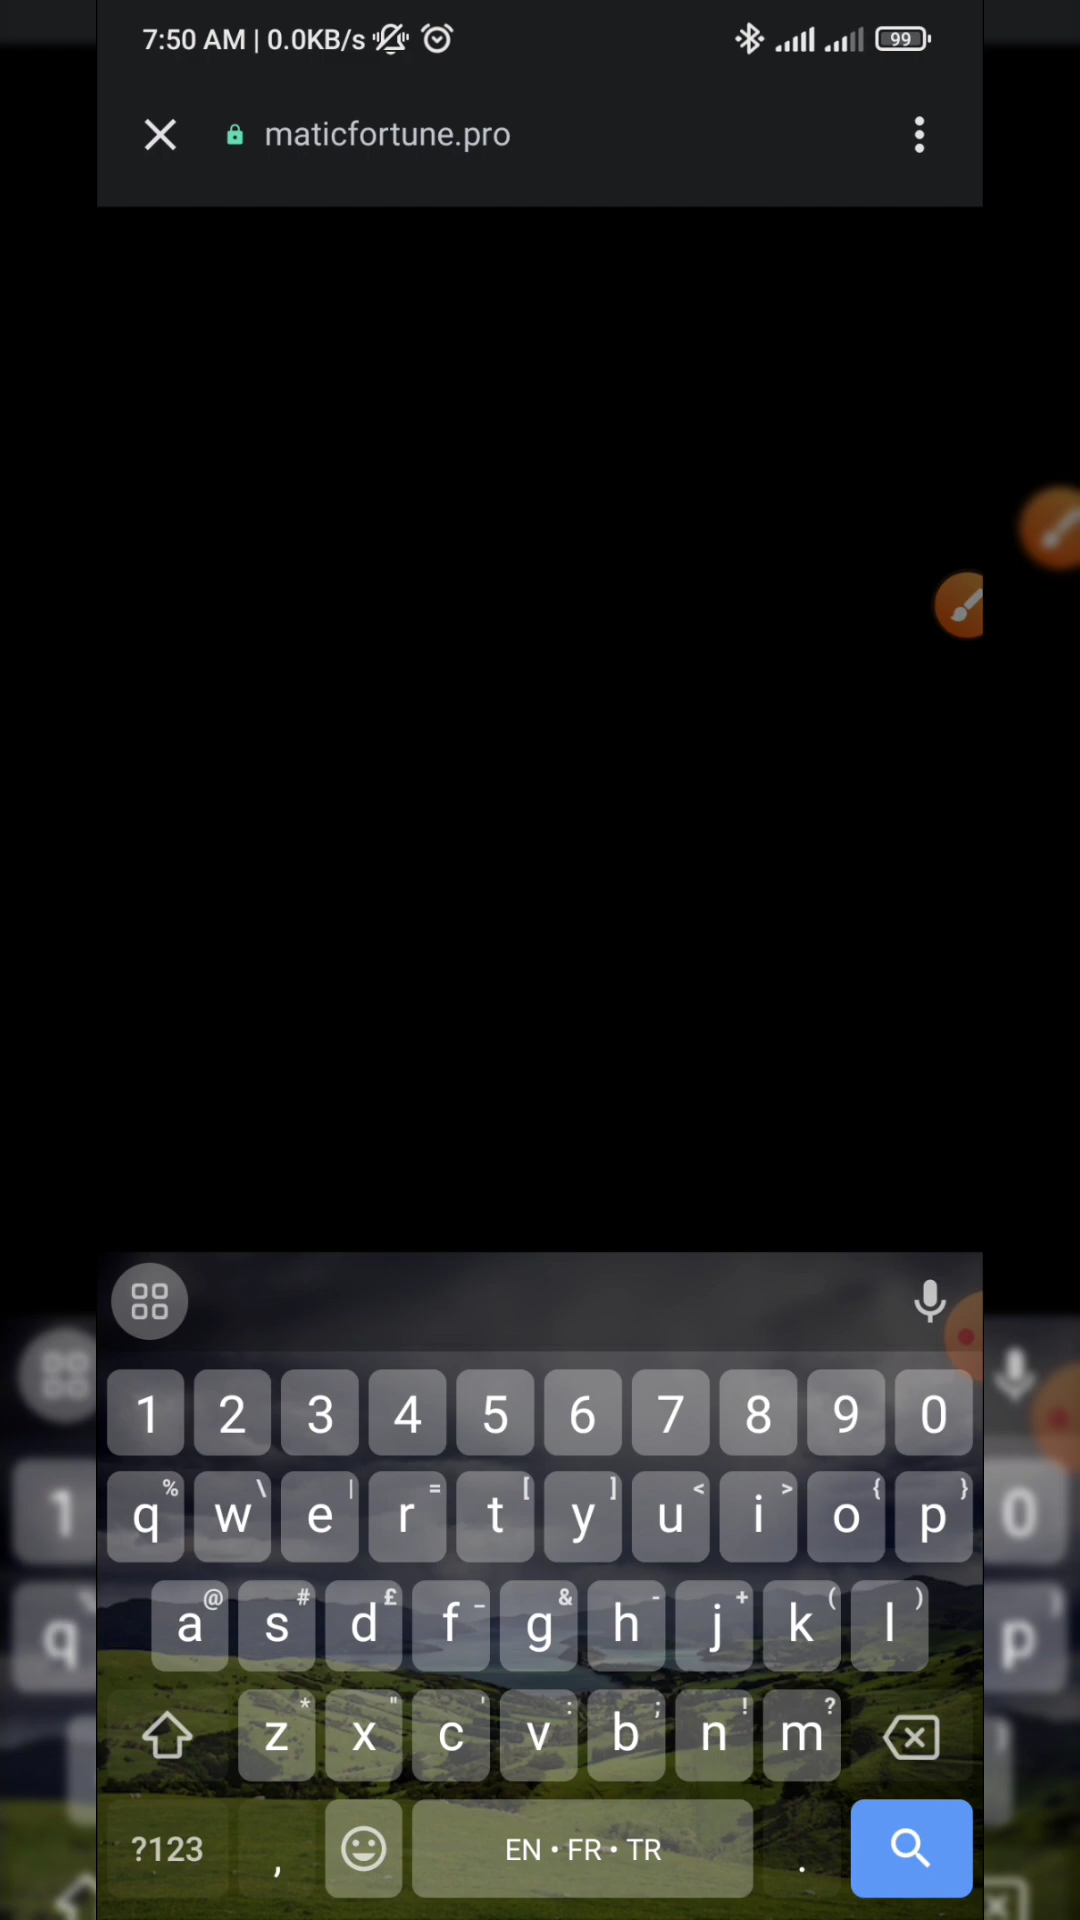 7:50 AM | 0.0KB/s 99
maticfortune.pro
1 2 3 4 5 6 7 8 9 0
% \ | = [ ] < > { }
q w e r t y u i o p
@ # £ _ & - + ( )
a s d f g h j k l
* " ' : ; ! ?
z x c v b n m
?123 , EN • FR • TR .